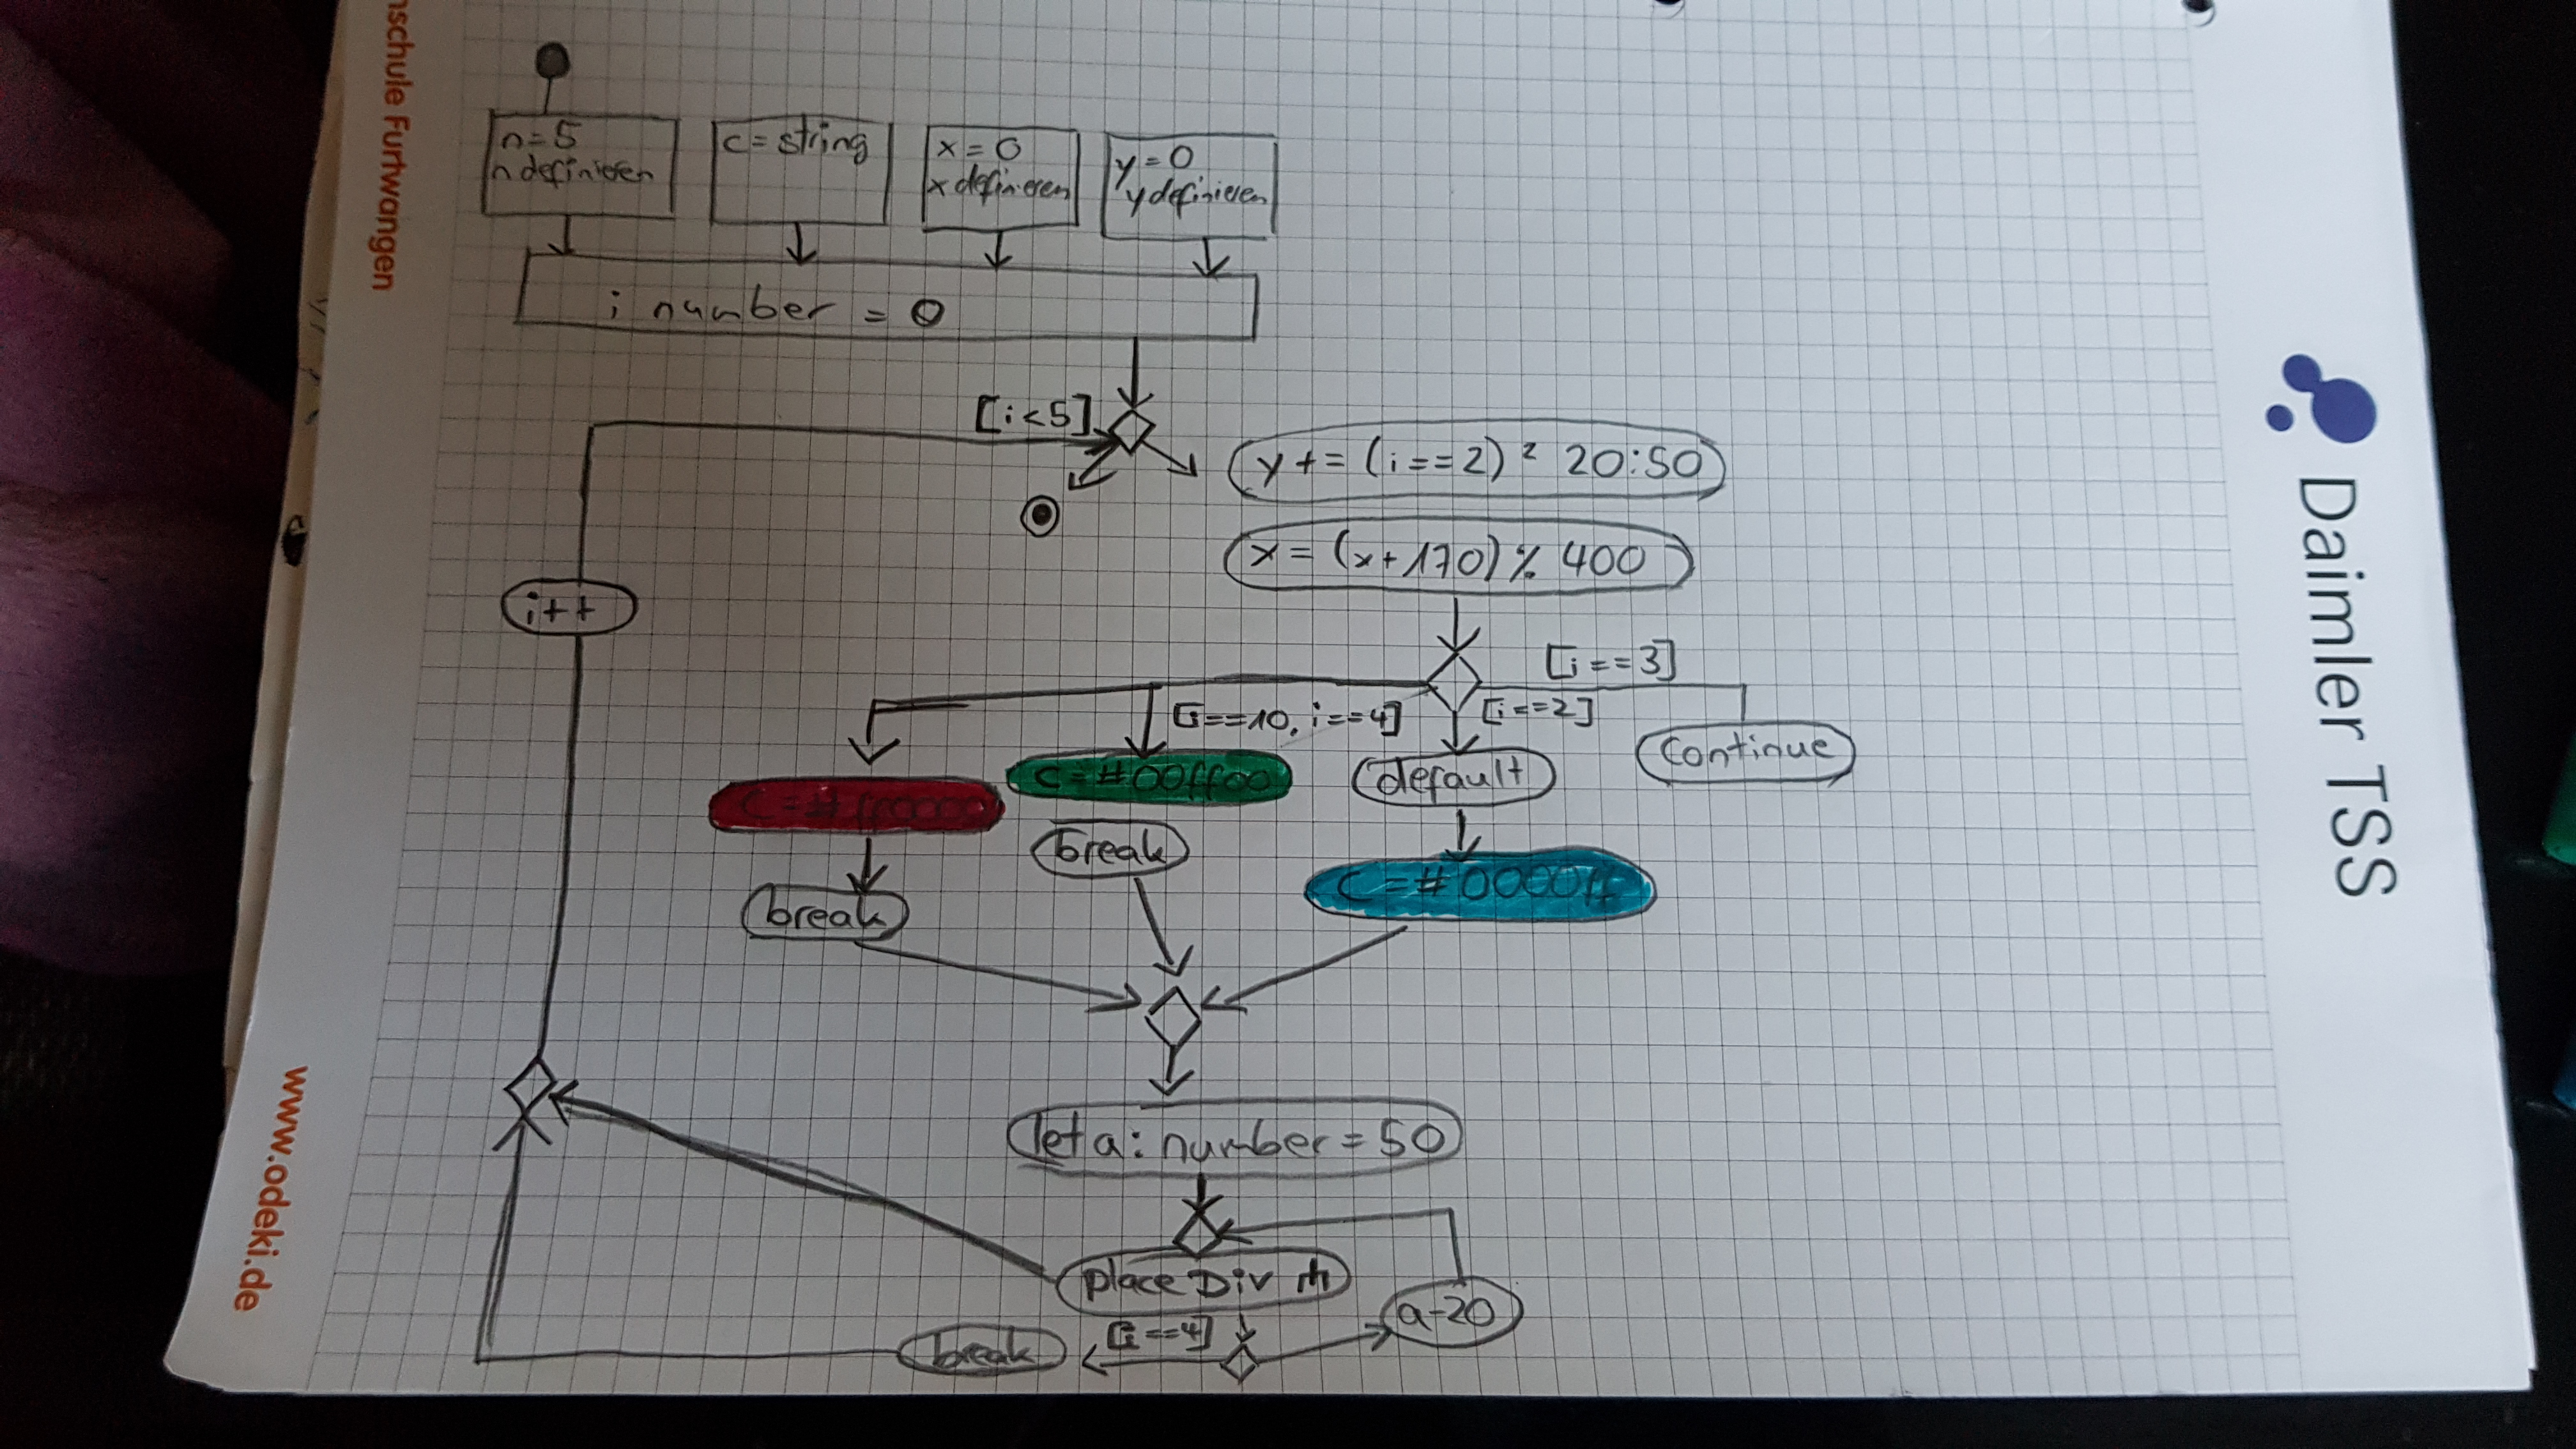 n=5
n definieren
c = string
x = 0
x definieren
y = 0
y definieren
i number = 0
[i<5]
y += (i==2) ² 20:50
x = (x+170) % 400
i++
[i==3]
[i==10, i==4]
[i==2]
continue
c = #00ff00
default
c = #ff0000
break
c = #0000ff
break
let a: number = 50
place Div
a-20
[i==4]
break
nschule Furtwangen
www.odeki.de
Daimler TSS